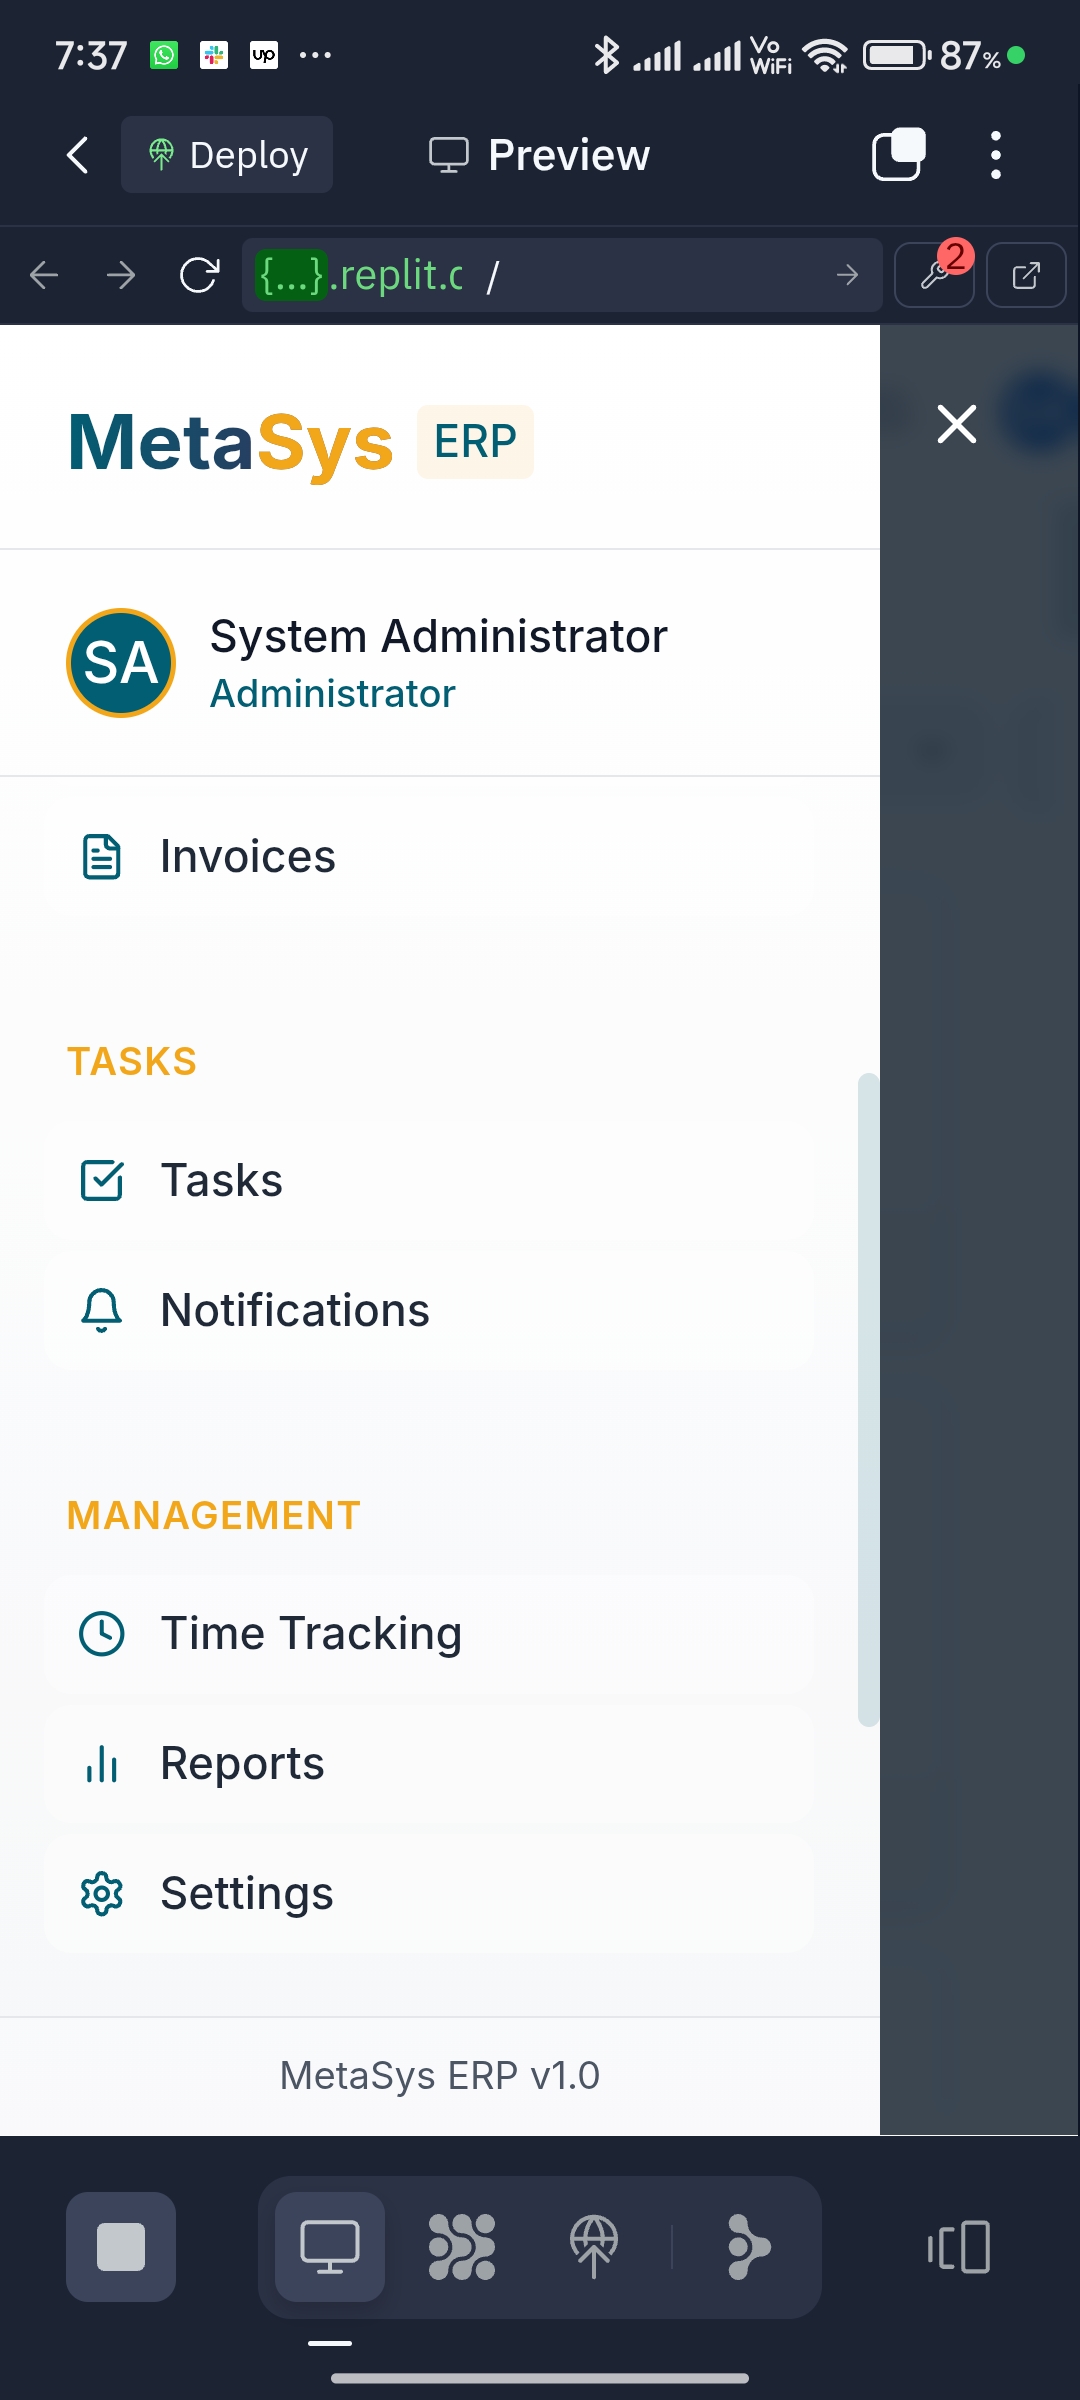 7:37 up ... Vo WiFi 87%
Deploy Preview
{...}.replit.c / 2
MetaSys ERP
SA System Administrator
Administrator
Invoices
TASKS
Tasks
Notifications
MANAGEMENT
Time Tracking
Reports
Settings
MetaSys ERP v1.0